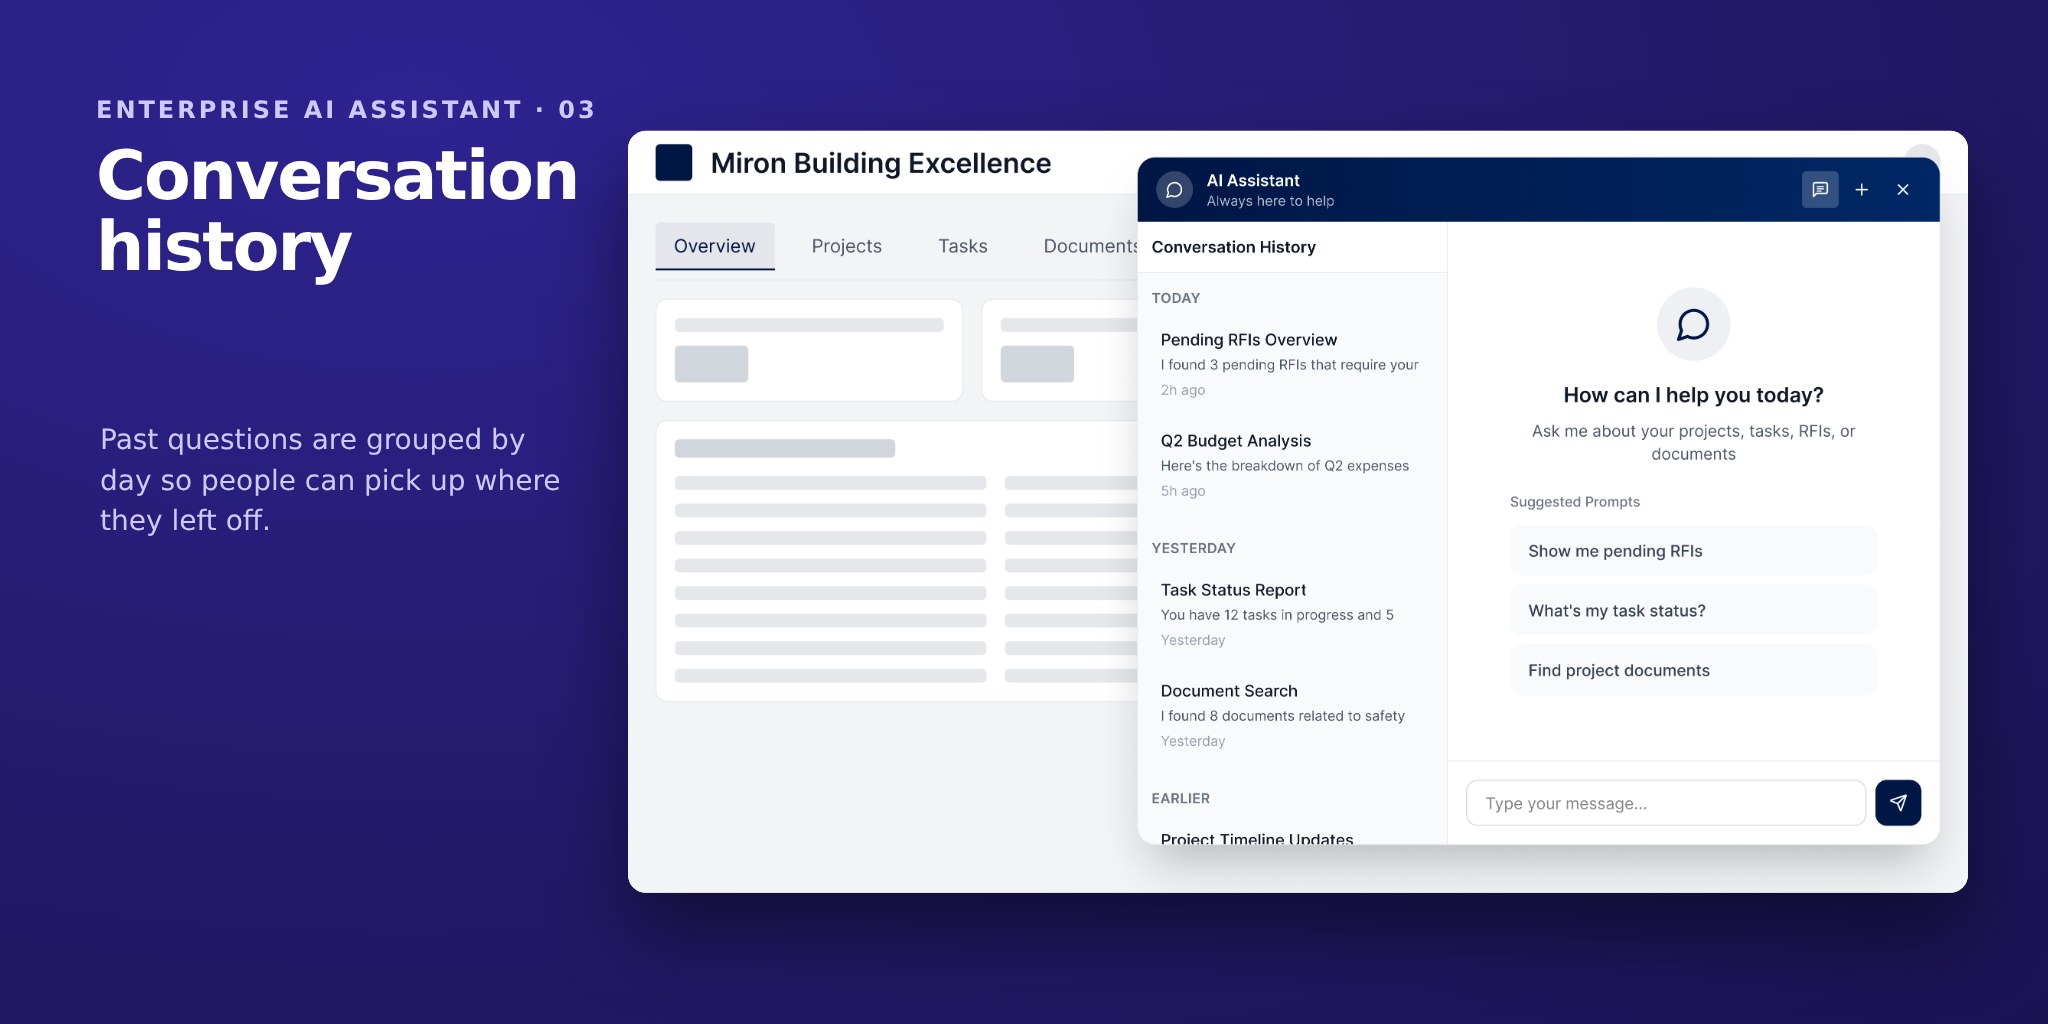 ENTERPRISE AI ASSISTANT · 03
Conversation
history
Past questions are grouped by
day so people can pick up where
they left off.
Miron Building Excellence
Overview
Projects
Tasks
Documents
AI Assistant
Always here to help
Conversation History
TODAY
Pending RFIs Overview
I found 3 pending RFIs that require your
2h ago
Q2 Budget Analysis
Here's the breakdown of Q2 expenses
5h ago
YESTERDAY
Task Status Report
You have 12 tasks in progress and 5
Yesterday
Document Search
I found 8 documents related to safety
Yesterday
EARLIER
Project Timeline Updates
How can I help you today?
Ask me about your projects, tasks, RFIs, or
documents
Suggested Prompts
Show me pending RFIs
What's my task status?
Find project documents
Type your message...